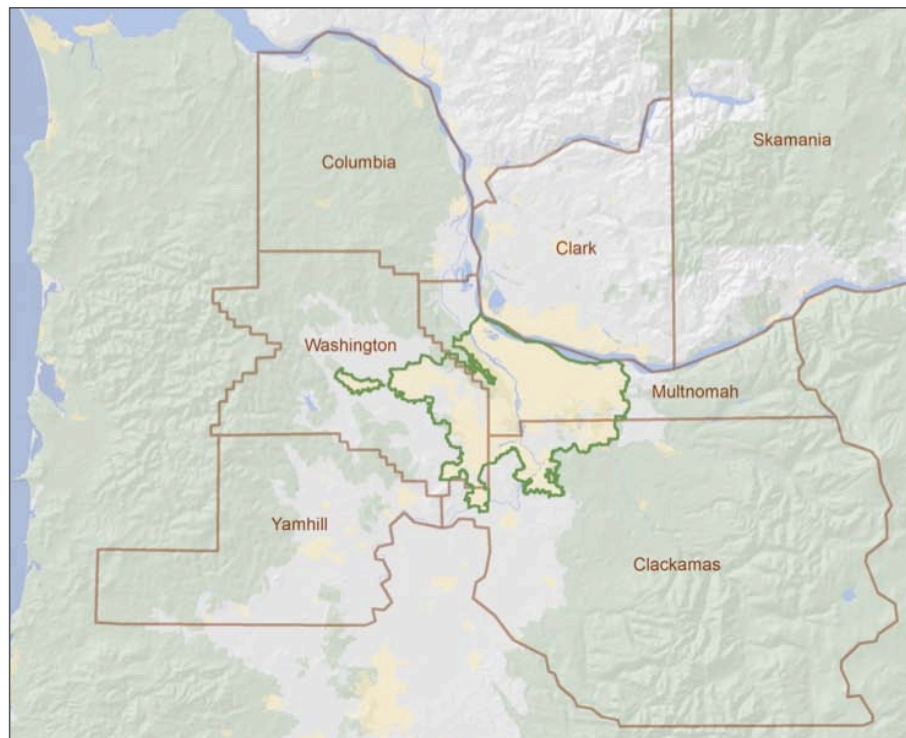 Columbia
Skamania
Clark
Washington
Multnomah
Yamhill
Clackamas